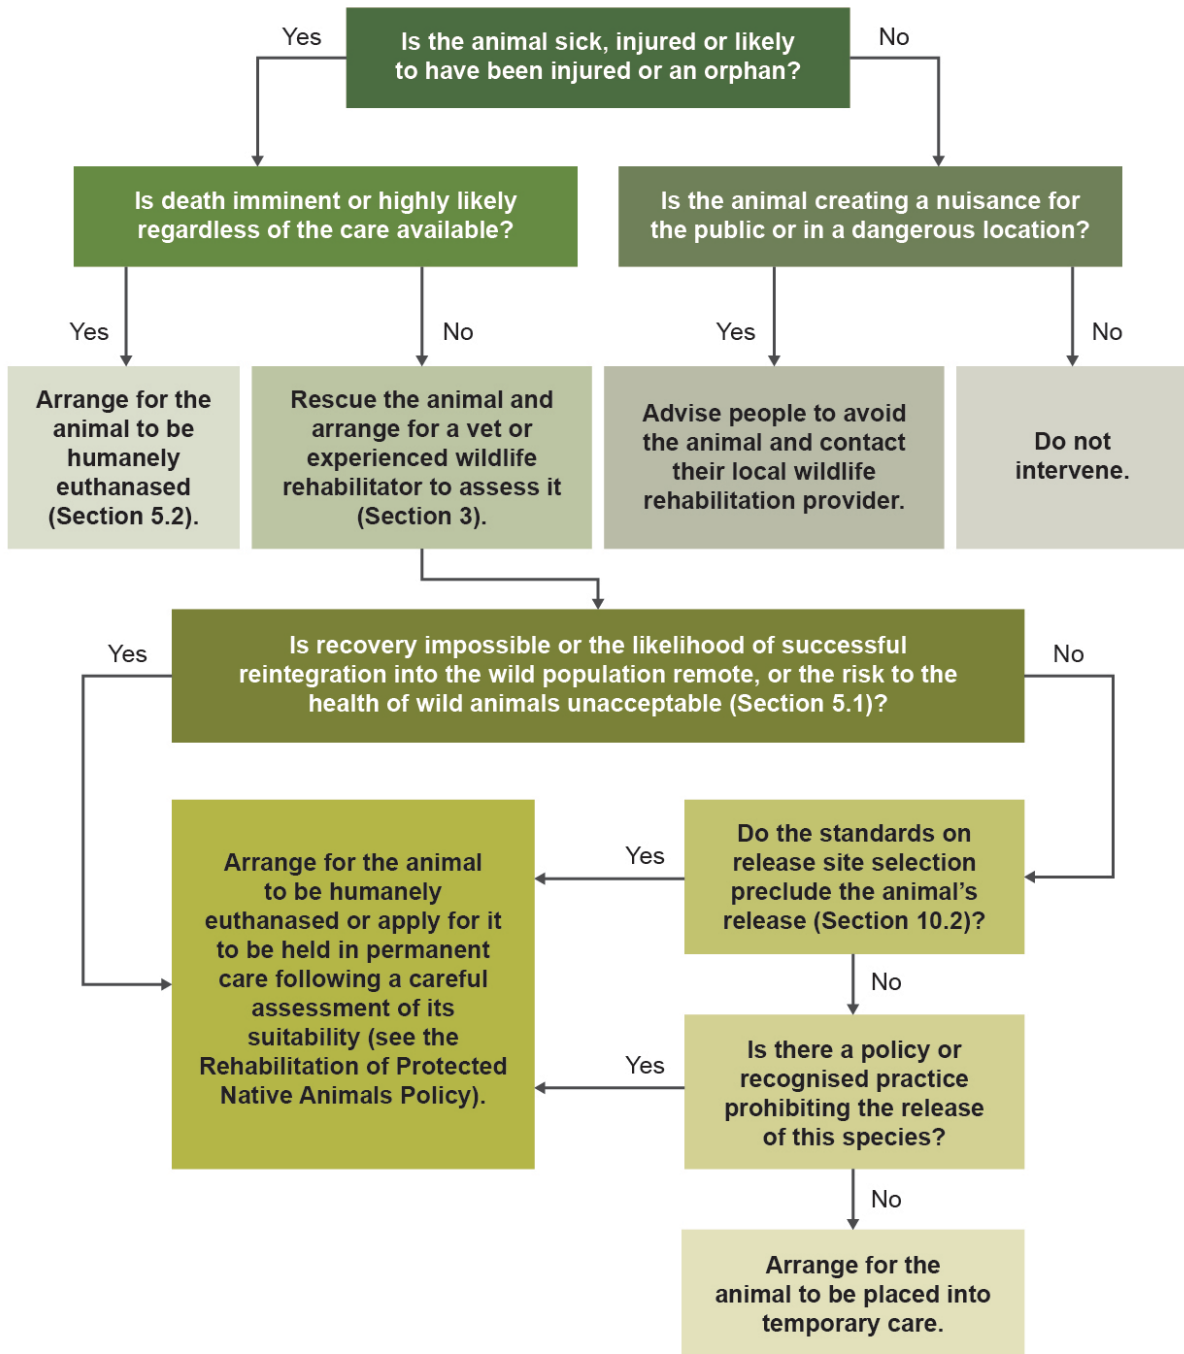 Yes
Is the animal sick, injured or likely
to have been injured or an orphan?
No
Is death imminent or highly likely
regardless of the care available?
Is the animal creating a nuisance for
the public or in a dangerous location?
Yes
No
Yes
No
Arrange for the
animal to be
humanely
euthanased
(Section 5.2).
Rescue the animal and
arrange for a vet or
experienced wildlife
rehabilitator to assess it
(Section 3).
Advise people to avoid
the animal and contact
their local wildlife
rehabilitation provider.
Do not
intervene.
Yes
Is recovery impossible or the likelihood of successful
reintegration into the wild population remote, or the risk to the
health of wild animals unacceptable (Section 5.1)?
No
Arrange for the animal
to be humanely
euthanased or apply for it
to be held in permanent
care following a careful
assessment of its
suitability (see the
Rehabilitation of Protected
Native Animals Policy).
Yes
Do the standards on
release site selection
preclude the animal’s
release (Section 10.2)?
No
Yes
Is there a policy or
recognised practice
prohibiting the release
of this species?
No
Arrange for the
animal to be placed into
temporary care.